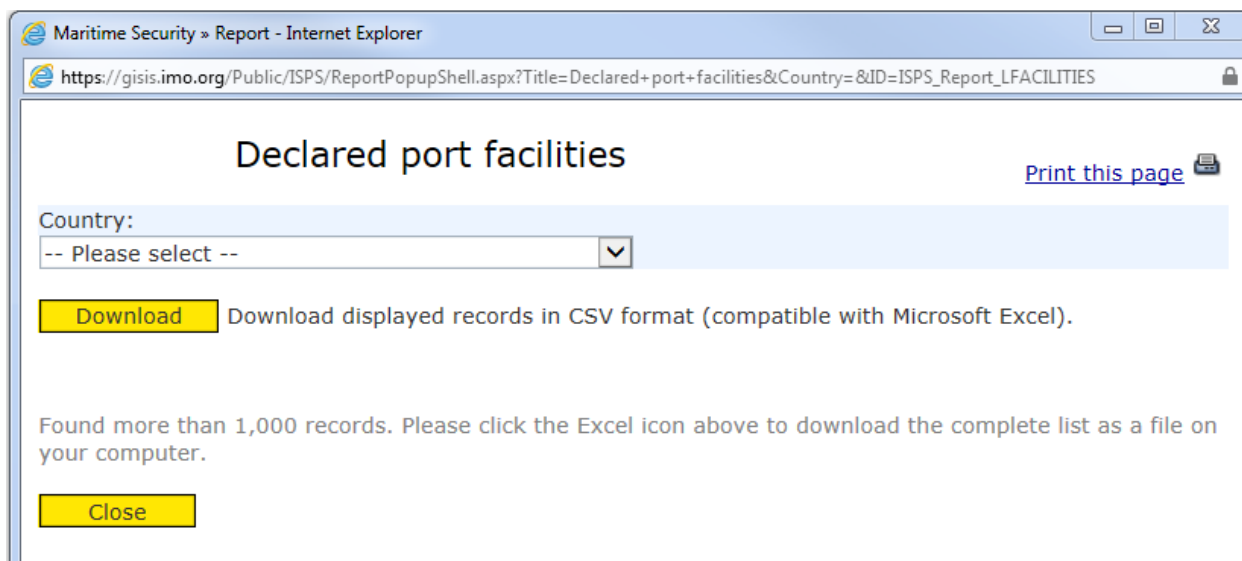 Maritime Security » Report - Internet Explorer
https://gisis.imo.org/Public/ISPS/ReportPopupShell.aspx?Title=Declared+port+facilities&Country=&ID=ISPS_Report_LFACILITIES
Declared port facilities
Print this page
Country:
-- Please select --
Download Download displayed records in CSV format (compatible with Microsoft Excel).
Found more than 1,000 records. Please click the Excel icon above to download the complete list as a file on
your computer.
Close